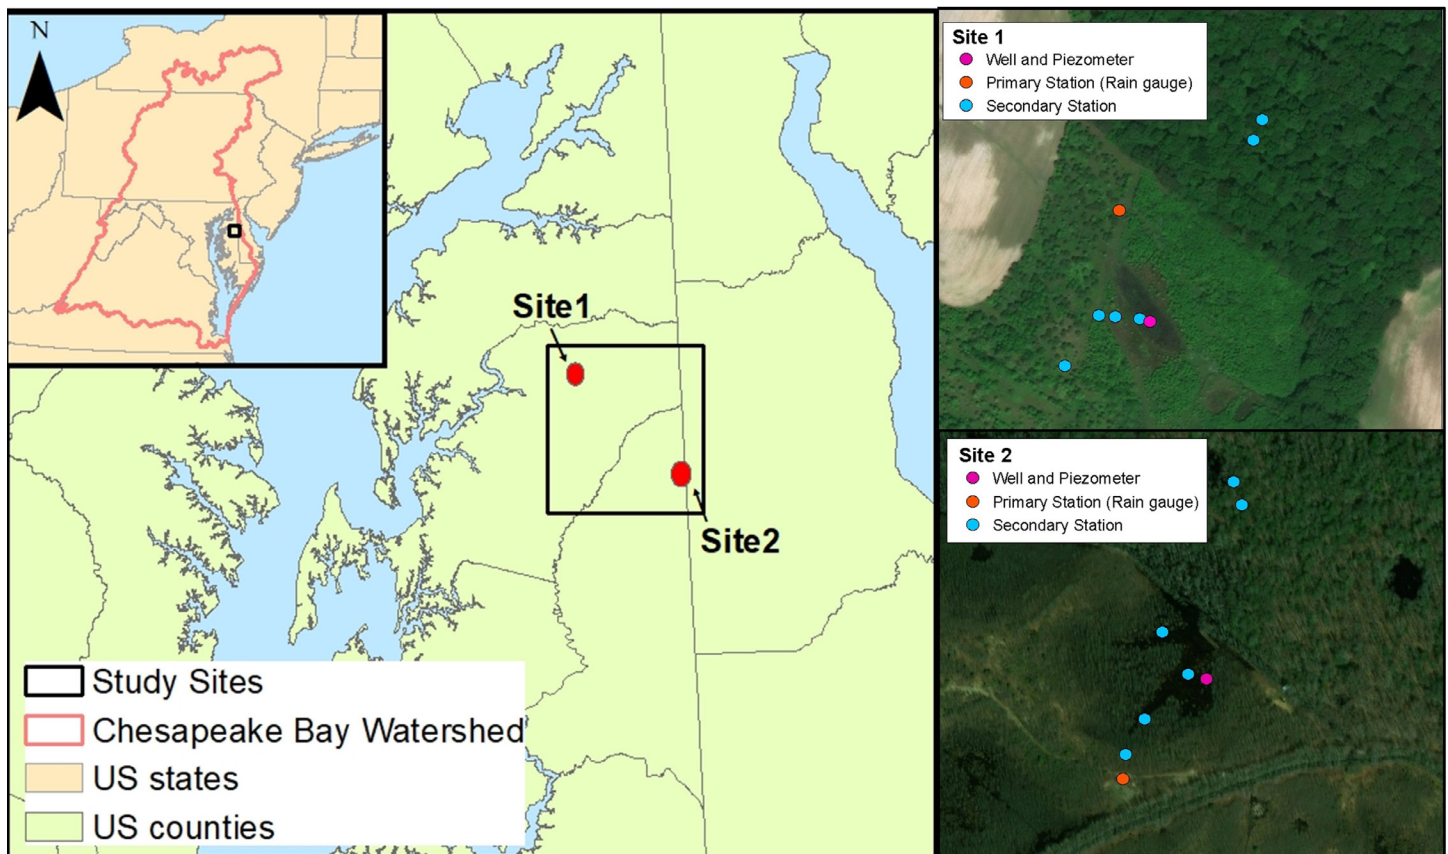 N
Site1
Site2
Study Sites
Chesapeake Bay Watershed
US states
US counties
Site 1
Well and Piezometer
Primary Station (Rain gauge)
Secondary Station
Site 2
Well and Piezometer
Primary Station (Rain gauge)
Secondary Station